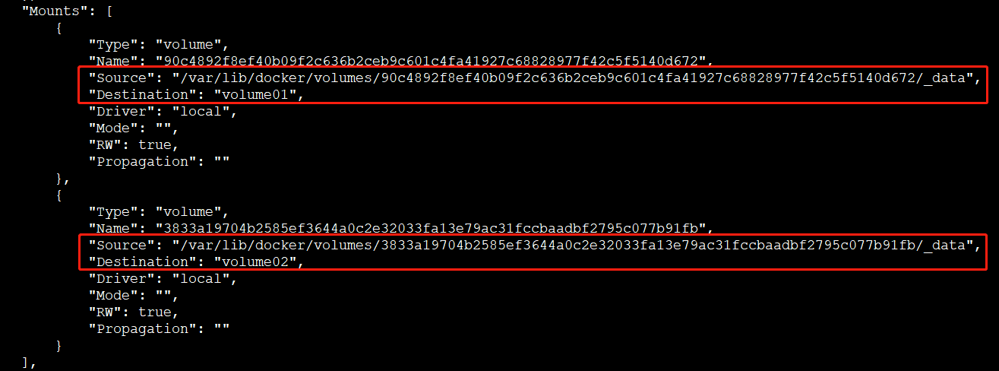 "Mounts": [
{
"Type": "volume",
"Name": "90c4892f8ef40b09f2c636b2ceb9c601c4fa41927c68828977f42c5f5140d672",
"Source": "/var/lib/docker/volumes/90c4892f8ef40b09f2c636b2ceb9c601c4fa41927c68828977f42c5f5140d672/_data",
"Destination": "volume01",
"Driver": "local",
"Mode": "",
"RW": true,
"Propagation": ""
},
{
"Type": "volume",
"Name": "3833a19704b2585ef3644a0c2e32033fa13e79ac31fccbaadbf2795c077b91fb",
"Source": "/var/lib/docker/volumes/3833a19704b2585ef3644a0c2e32033fa13e79ac31fccbaadbf2795c077b91fb/_data",
"Destination": "volume02",
"Driver": "local",
"Mode": "",
"RW": true,
"Propagation": ""
}
],